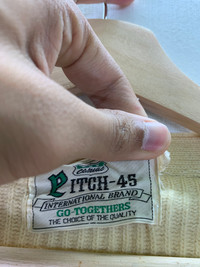 PITCH-45
INTERNATIONAL BRAND
GO-TOGETHERS
THE CHOICE OF THE QUALITY